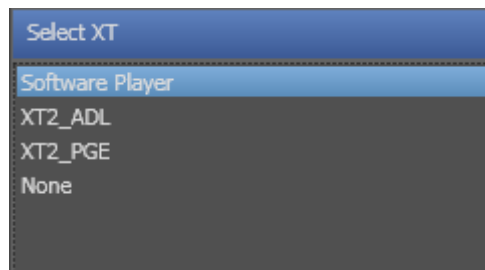 Select XT
Software Player
XT2_ADL
XT2_PGE
None